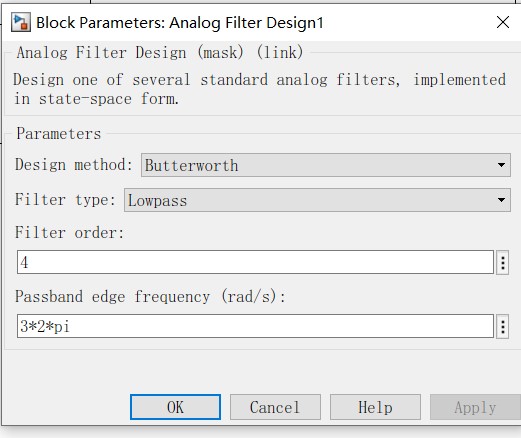 Block Parameters: Analog Filter Design1
Analog Filter Design (mask) (link)
Design one of several standard analog filters, implemented
in state-space form.
Parameters
Design method: Butterworth
Filter type: Lowpass
Filter order:
4
Passband edge frequency (rad/s):
3*2*pi
OK Cancel Help Apply